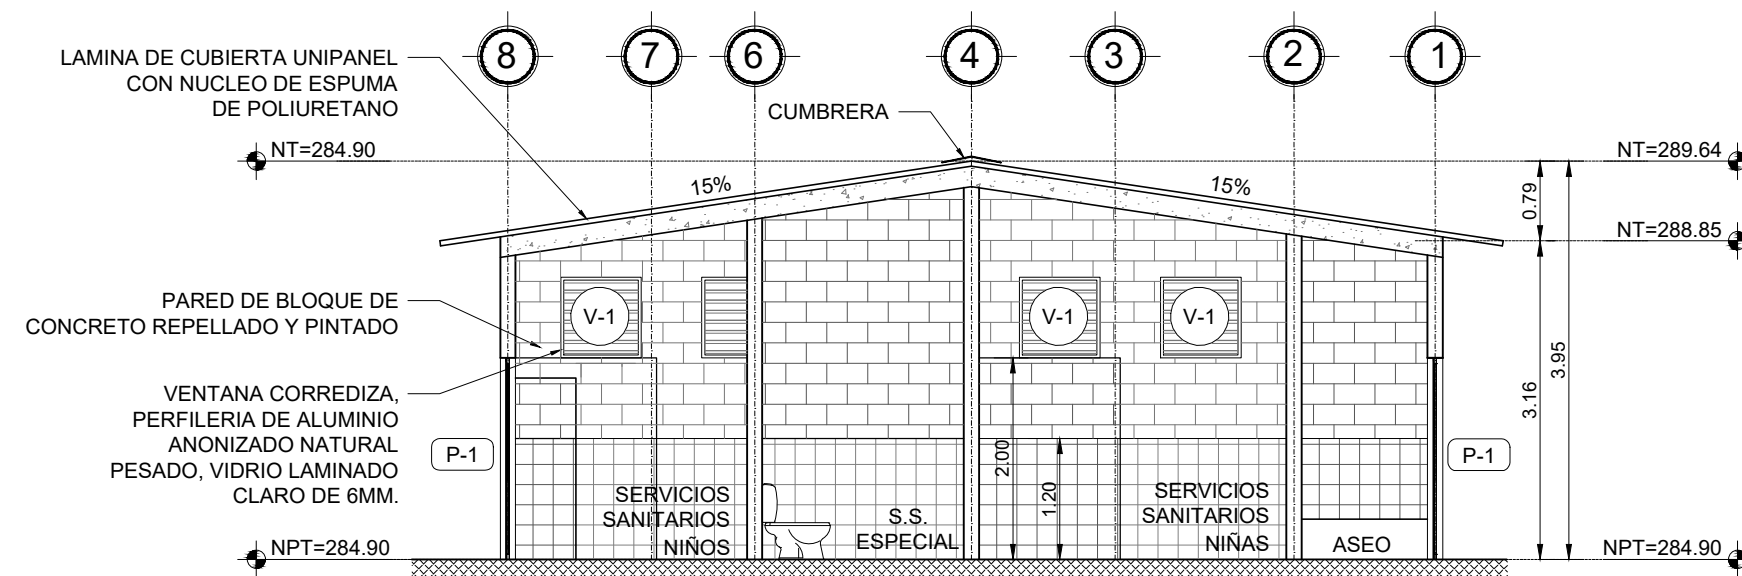 8
7
6
4
3
2
1
LAMINA DE CUBIERTA UNIPANEL
CON NUCLEO DE ESPUMA
DE POLIURETANO
CUMBRERA
NT=284.90
NT=289.64
15%
15%
0.79
NT=288.85
PARED DE BLOQUE DE
CONCRETO REPELLADO Y PINTADO
V-1
V-1
V-1
3.16
3.95
VENTANA CORREDIZA,
PERFILERIA DE ALUMINIO
ANONIZADO NATURAL
PESADO, VIDRIO LAMINADO
CLARO DE 6MM.
P-1
P-1
2.00
1.20
SERVICIOS
SANITARIOS
NIÑOS
S.S.
ESPECIAL
SERVICIOS
SANITARIOS
NIÑAS
ASEO
NPT=284.90
NPT=284.90